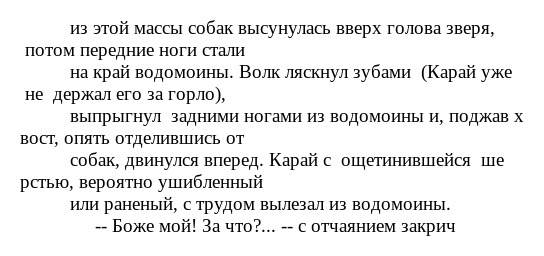 из этой массы собак высунулась вверх голова зверя,
потом передние ноги стали
на край водомоины. Волк ляскнул зубами (Карай уже
не держал его за горло),
выпрыгнул задними ногами из водомоины и, поджав х
вост, опять отделившись от
собак, двинулся вперед. Карай с ощетинившейся ше
рстью, вероятно ушибленный
или раненый, с трудом вылезал из водомоины.
-- Боже мой! За что?... -- с отчаянием закрич